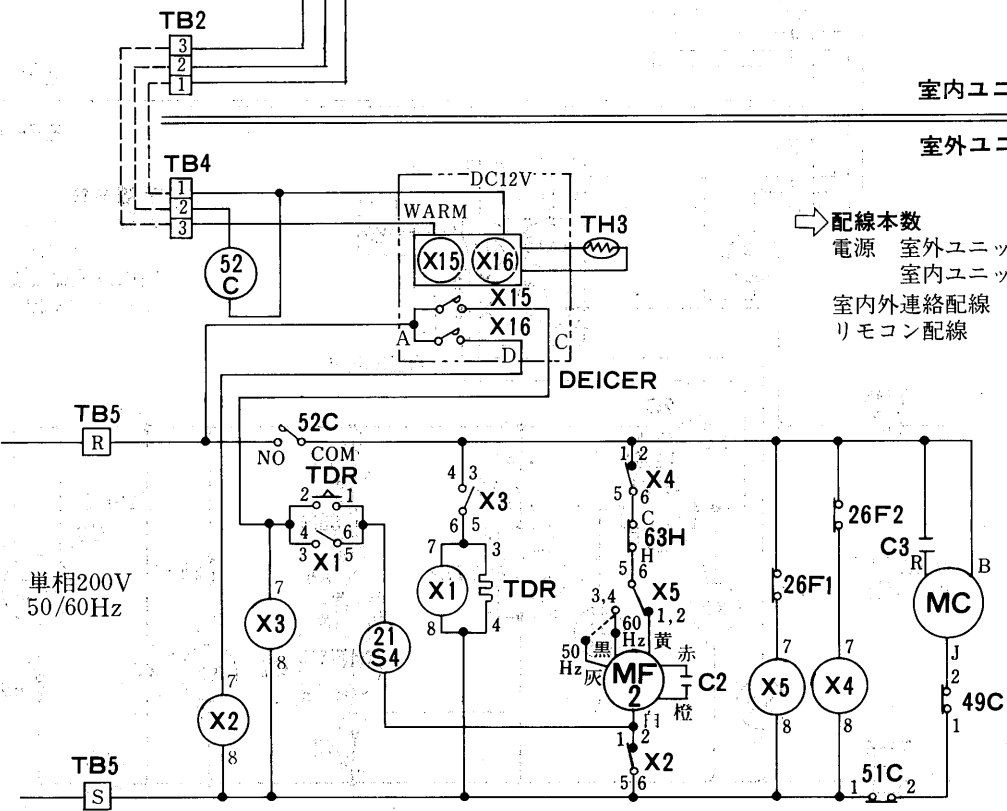 TB2
3
2
1
室内ユニ
室外ユニ
TB4
1
2
3
DC12V
WARM
TH3
52
C
X15
X16
X15
X16
A
D
C
DEICER
⇨配線本数
電源 室外ユニッ
室内ユニッ
室内外連絡配線
リモコン配線
TB5
R
52C
NO
COM
TDR
2 1
4 6
3 5
X1
4 3
X3
6 5
7 3
X1
TDR
8 4
1 2
X4
5 6
C
63H
H
5 6
X5
3,4
1,2
60
Hz
黄
50
Hz
黒
灰
MF
2
赤
C2
橙
白
1 2
X2
5 6
単相200V
50/60Hz
7
X3
8
21
S4
7
X2
8
26F1
7
X5
8
26F2
7
X4
8
C3
R
B
MC
J
2
49C
1
51C
1 2
TB5
S